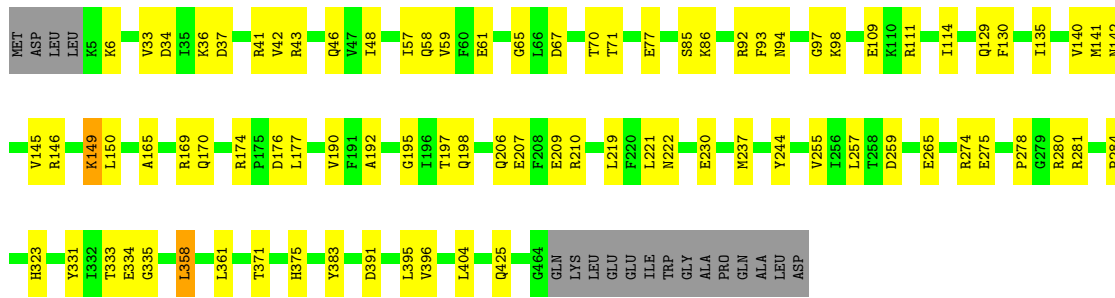 MET ASP LEU LEU K5 K6 V33 D34 I35 K36 D37 R41 V42 R43 Q46 V47 I48 I57 Q58 V59 F60 E61 G65 L66 D67 T70 T71 E77 S85 K86 R92 F93 N94 G97 K98 E109 K110 R111 I114 Q129 F130 I135 V140 M141
V145 R146 K149 L150 A165 R169 Q170 R174 P175 D176 L177 V190 F191 A192 G195 I196 T197 Q198 Q206 E207 F208 E209 R210 L219 F220 L221 N222 E230 M237 Y244 V255 I256 L257 T258 D259 E265 R274 E275 P278 G279 R280 R281
H323 Y331 I332 T333 E334 G335 L358 L361 T371 H375 Y383 D391 L395 V396 L404 Q425 G464 GLN LYS LEU GLU GLU ILE TRP GLY ALA PRO GLN ALA LEU ASP